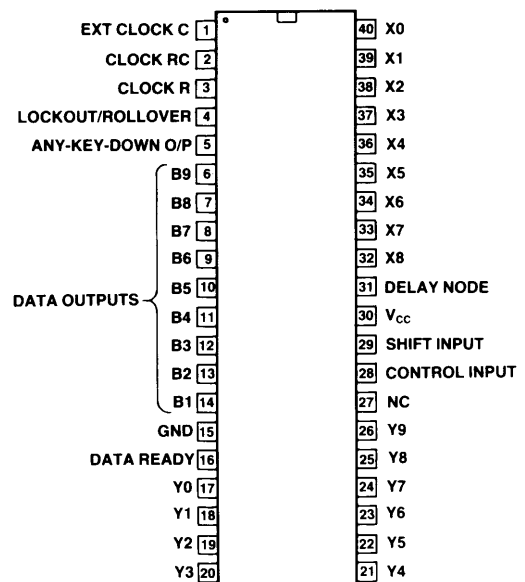 EXT CLOCK C 1 40 X0
CLOCK RC 2 39 X1
CLOCK R 3 38 X2
LOCKOUT/ROLLOVER 4 37 X3
ANY-KEY-DOWN O/P 5 36 X4
B9 6 35 X5
B8 7 34 X6
B7 8 33 X7
B6 9 32 X8
DATA OUTPUTS
B5 10 31 DELAY NODE
B4 11 30 VCC
B3 12 29 SHIFT INPUT
B2 13 28 CONTROL INPUT
B1 14 27 NC
GND 15 26 Y9
DATA READY 16 25 Y8
Y0 17 24 Y7
Y1 18 23 Y6
Y2 19 22 Y5
Y3 20 21 Y4